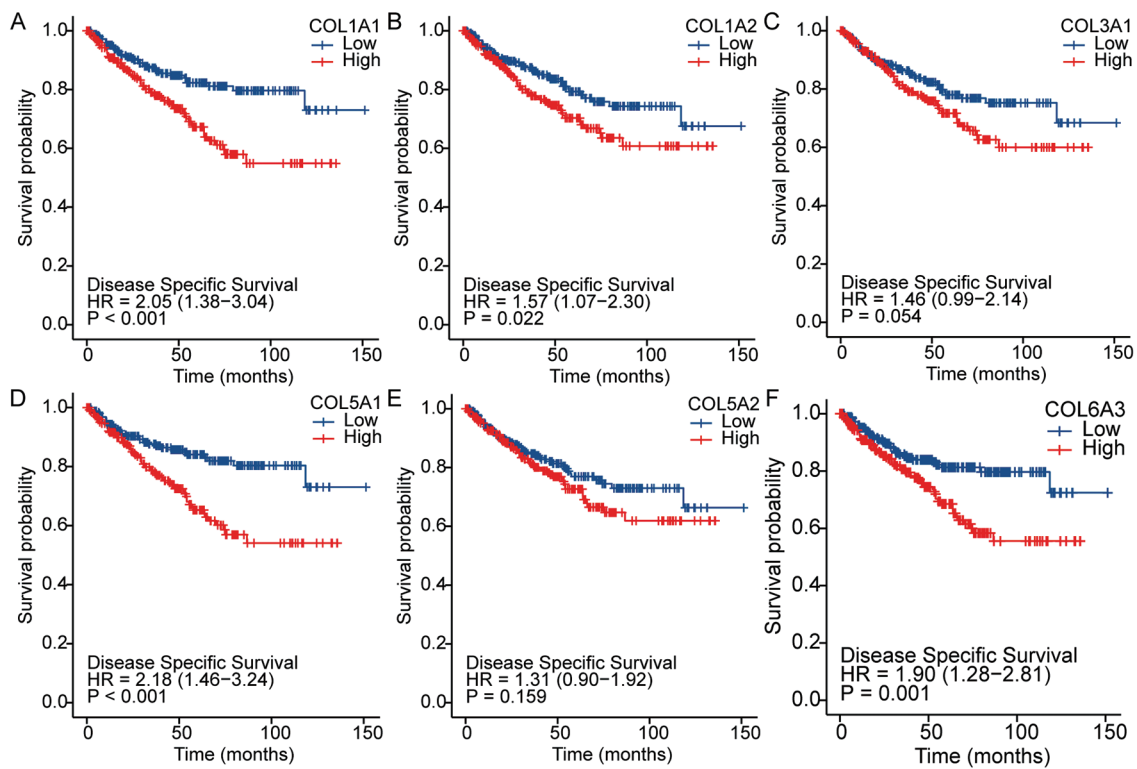 A
COL1A1
Low
High
1.0
0.8
0.6
0.4
0.2
0.0
Survival probability
Disease Specific Survival
HR = 2.05 (1.38−3.04)
P < 0.001
0
50
100
150
Time (months)
B
COL1A2
Low
High
1.0
0.8
0.6
0.4
0.2
0.0
Survival probability
Disease Specific Survival
HR = 1.57 (1.07−2.30)
P = 0.022
0
50
100
150
Time (months)
C
COL3A1
Low
High
1.0
0.8
0.6
0.4
0.2
0.0
Survival probability
Disease Specific Survival
HR = 1.46 (0.99−2.14)
P = 0.054
0
50
100
150
Time (months)
D
COL5A1
Low
High
1.0
0.8
0.6
0.4
0.2
0.0
Survival probability
Disease Specific Survival
HR = 2.18 (1.46−3.24)
P < 0.001
0
50
100
150
Time (months)
E
COL5A2
Low
High
1.0
0.8
0.6
0.4
0.2
0.0
Survival probability
Disease Specific Survival
HR = 1.31 (0.90−1.92)
P = 0.159
0
50
100
150
Time (months)
F
COL6A3
Low
High
1.0
0.8
0.6
0.4
0.2
0.0
Survival probability
Disease Specific Survival
HR = 1.90 (1.28−2.81)
P = 0.001
0
50
100
150
Time (months)